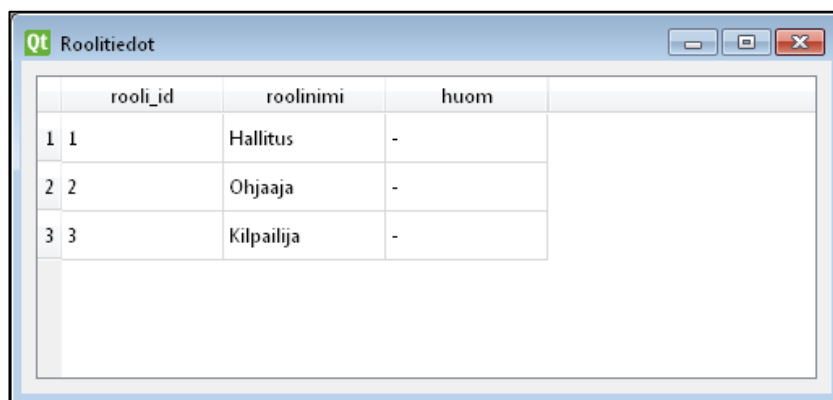 Qt Roolitiedot
rooli_id roolinimi huom
1 1 Hallitus -
2 2 Ohjaaja -
3 3 Kilpailija -